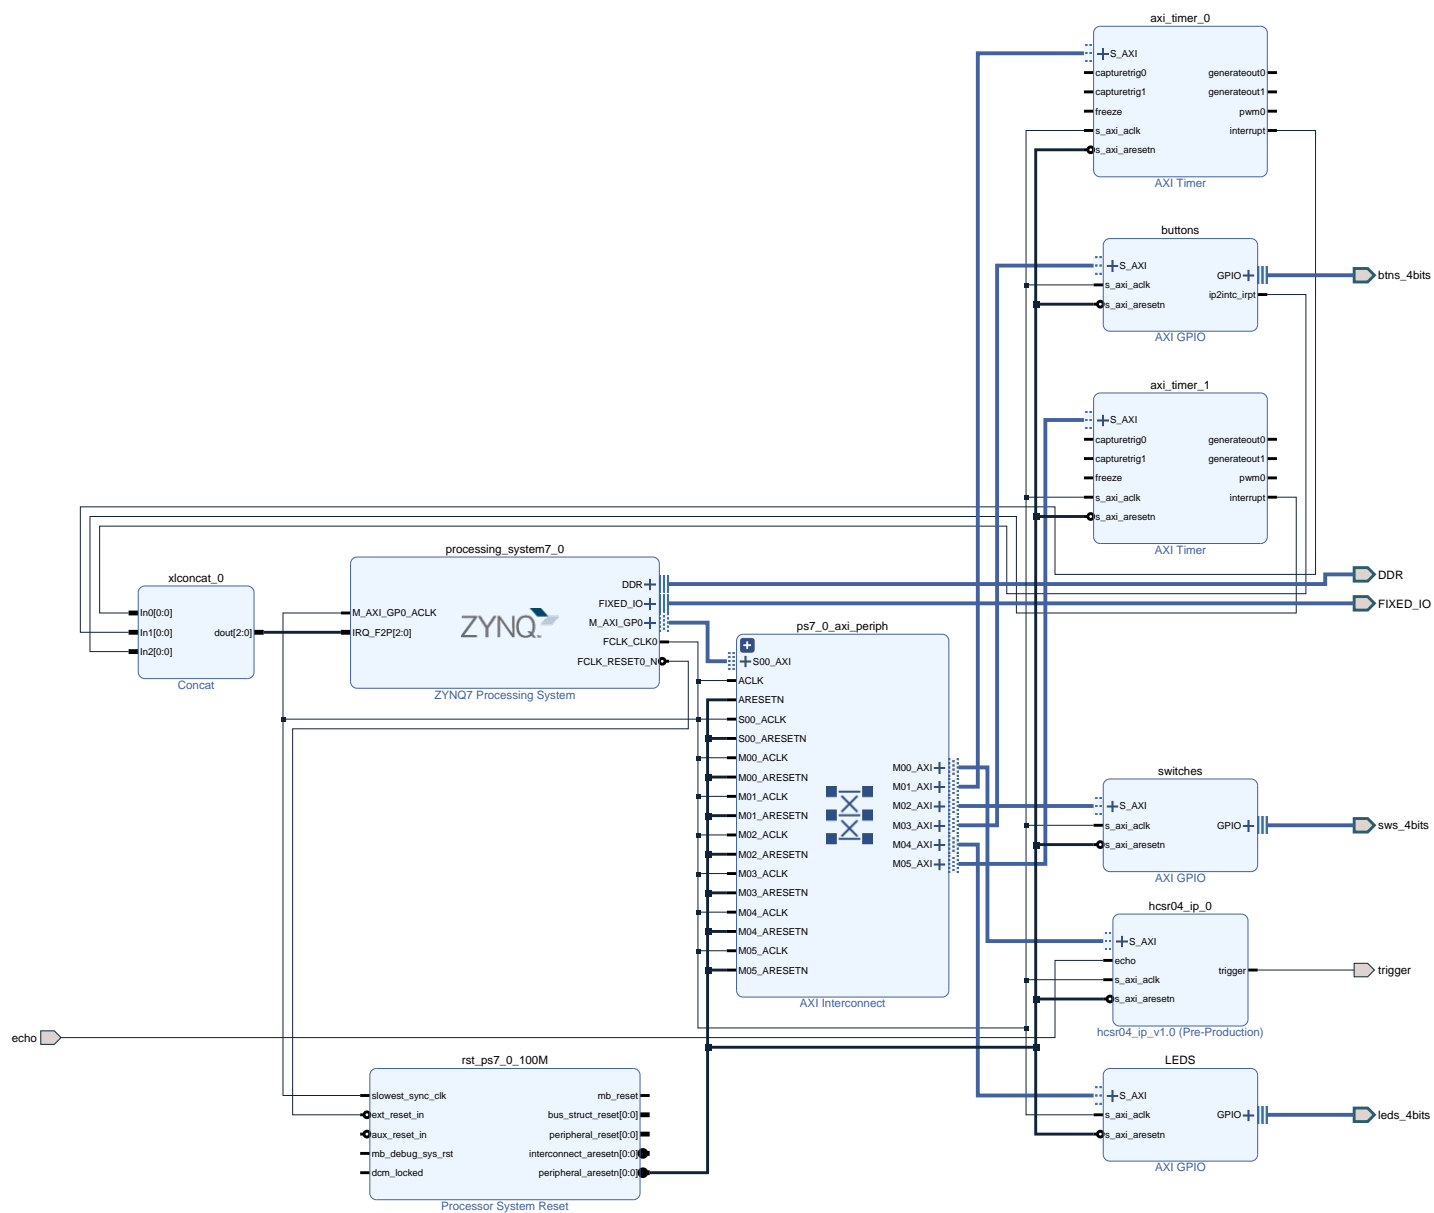 axi_timer_0
S_AXI
capturetrig0
capturetrig1
freeze
s_axi_aclk
s_axi_aresetn
generateout0
generateout1
pwm0
interrupt
AXI Timer
buttons
S_AXI
s_axi_aclk
s_axi_aresetn
GPIO
ip2intc_irpt
AXI GPIO
btns_4bits
axi_timer_1
S_AXI
capturetrig0
capturetrig1
freeze
s_axi_aclk
s_axi_aresetn
generateout0
generateout1
pwm0
interrupt
AXI Timer
xlconcat_0
In0[0:0]
In1[0:0]
In2[0:0]
dout[2:0]
Concat
processing_system7_0
M_AXI_GP0_ACLK
IRQ_F2P[2:0]
ZYNQ
DDR
FIXED_IO
M_AXI_GP0
FCLK_CLK0
FCLK_RESET0_N
ZYNQ7 Processing System
DDR
FIXED_IO
ps7_0_axi_periph
S00_AXI
ACLK
ARESETN
S00_ACLK
S00_ARESETN
M00_ACLK
M00_ARESETN
M01_ACLK
M01_ARESETN
M02_ACLK
M02_ARESETN
M03_ACLK
M03_ARESETN
M04_ACLK
M04_ARESETN
M05_ACLK
M05_ARESETN
M00_AXI
M01_AXI
M02_AXI
M03_AXI
M04_AXI
M05_AXI
AXI Interconnect
switches
S_AXI
s_axi_aclk
s_axi_aresetn
GPIO
AXI GPIO
sws_4bits
hcsr04_ip_0
S_AXI
echo
s_axi_aclk
s_axi_aresetn
trigger
hcsr04_ip_v1.0 (Pre-Production)
trigger
echo
rst_ps7_0_100M
slowest_sync_clk
ext_reset_in
aux_reset_in
mb_debug_sys_rst
dcm_locked
mb_reset
bus_struct_reset[0:0]
peripheral_reset[0:0]
interconnect_aresetn[0:0]
peripheral_aresetn[0:0]
Processor System Reset
LEDS
S_AXI
s_axi_aclk
s_axi_aresetn
GPIO
AXI GPIO
leds_4bits